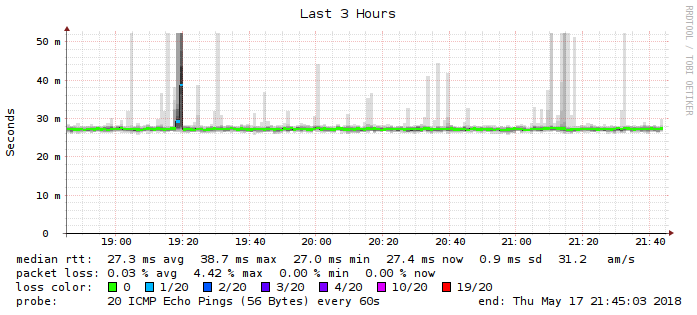 Last 3 Hours
RRDTOOL / TOBI OETIKER
Seconds
50 m
40 m
30 m
20 m
10 m
0
19:00 19:20 19:40 20:00 20:20 20:40 21:00 21:20 21:40
median rtt: 27.3 ms avg 38.7 ms max 27.0 ms min 27.4 ms now 0.9 ms sd 31.2 am/s
packet loss: 0.03 % avg 4.42 % max 0.00 % min 0.00 % now
loss color: 0 1/20 2/20 3/20 4/20 10/20 19/20
probe: 20 ICMP Echo Pings (56 Bytes) every 60s end: Thu May 17 21:45:03 2018